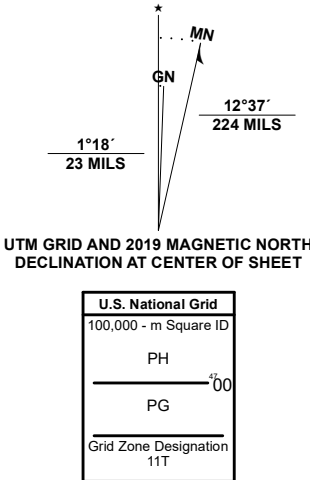 ★
MN
GN
1°18´
23 MILS
12°37´
224 MILS
UTM GRID AND 2019 MAGNETIC NORTH
DECLINATION AT CENTER OF SHEET
U.S. National Grid
100,000 - m Square ID
PH
4700
PG
Grid Zone Designation
11T